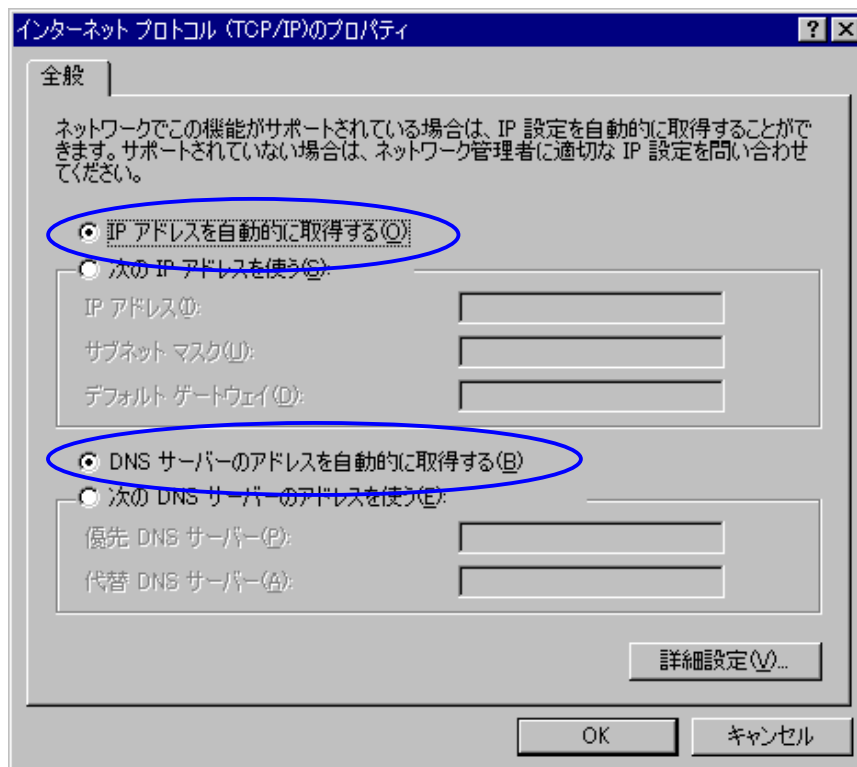 インターネット プロトコル (TCP/IP)のプロパティ
全般
ネットワークでこの機能がサポートされている場合は、IP 設定を自動的に取得することがで
きます。サポートされていない場合は、ネットワーク管理者に適切な IP 設定を問い合わせ
てください。
IP アドレスを自動的に取得する(O)
次の IP アドレスを使う(S):
IP アドレス(I):
サブネット マスク(U):
デフォルト ゲートウェイ(D):
DNS サーバーのアドレスを自動的に取得する(B)
次の DNS サーバーのアドレスを使う(E):
優先 DNS サーバー(P):
代替 DNS サーバー(A):
詳細設定(V)...
OK
キャンセル